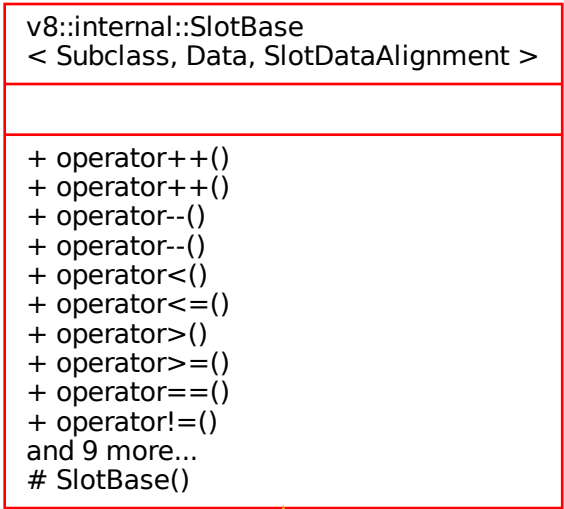 v8::internal::SlotBase
< Subclass, Data, SlotDataAlignment >
+ operator++()
+ operator++()
+ operator--()
+ operator--()
+ operator<()
+ operator<=()
+ operator>()
+ operator>=()
+ operator==()
+ operator!=()
and 9 more...
# SlotBase()